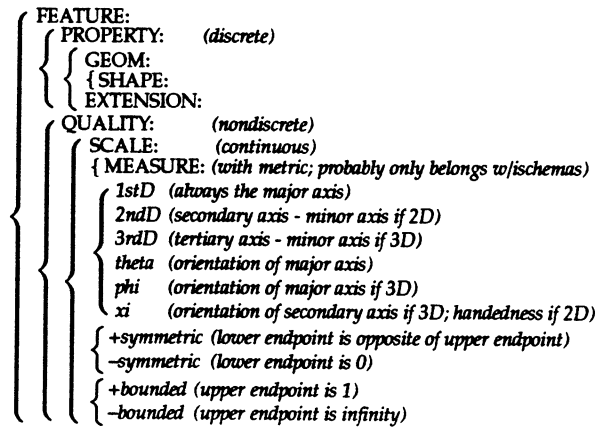 FEATURE:
PROPERTY: (discrete)
GEOM:
{ SHAPE:
EXTENSION:
QUALITY: (nondiscrete)
SCALE: (continuous)
{ MEASURE: (with metric; probably only belongs w/ischemas)
1stD (always the major axis)
2ndD (secondary axis - minor axis if 2D)
3rdD (tertiary axis - minor axis if 3D)
theta (orientation of major axis)
phi (orientation of major axis if 3D)
xi (orientation of secondary axis if 3D; handedness if 2D)
+symmetric (lower endpoint is opposite of upper endpoint)
–symmetric (lower endpoint is 0)
+bounded (upper endpoint is 1)
–bounded (upper endpoint is infinity)